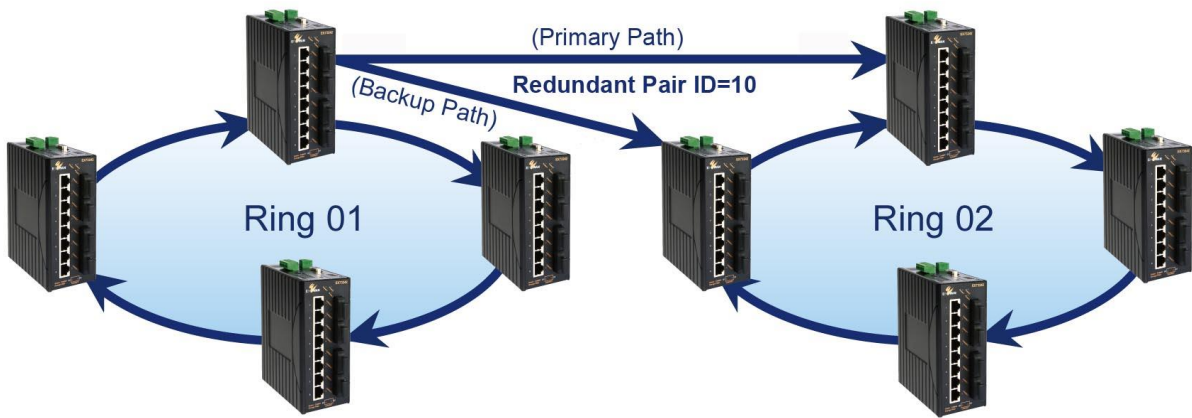 (Primary Path)
Redundant Pair ID=10
(Backup Path)
Ring 01
Ring 02